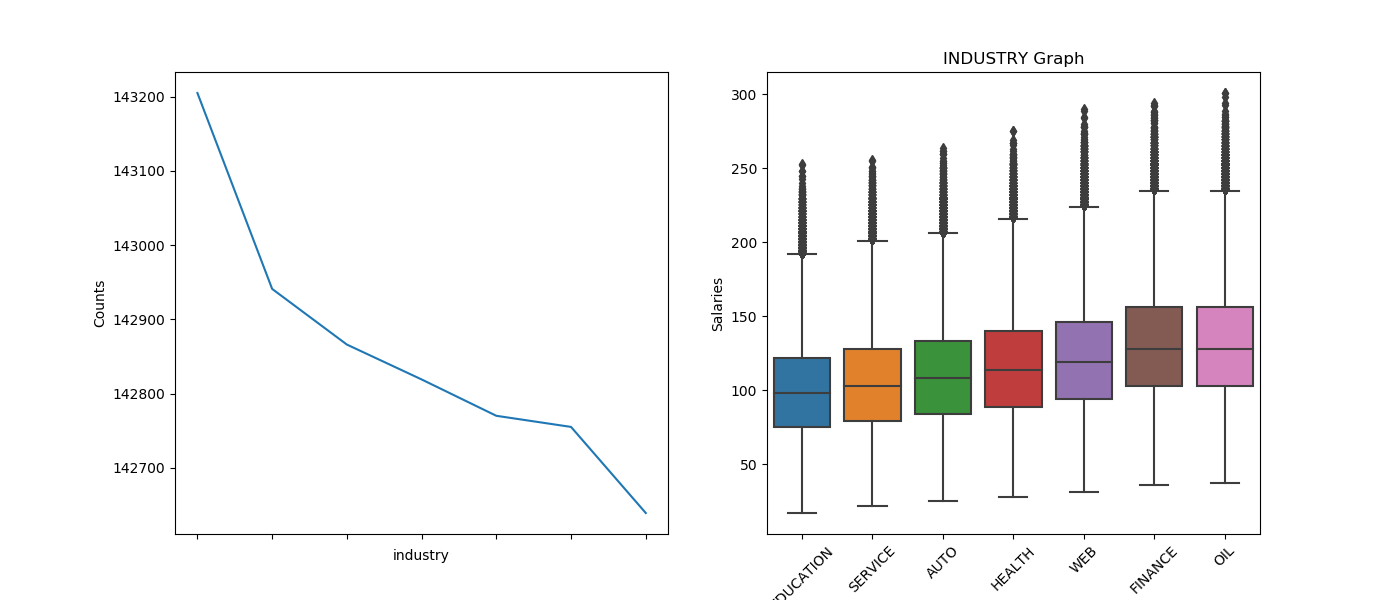 143200
143100
143000
142900
142800
142700
Counts
industry
INDUSTRY Graph
300
250
200
150
100
50
Salaries
DUCATION
SERVICE
AUTO
HEALTH
WEB
FINANCE
OIL